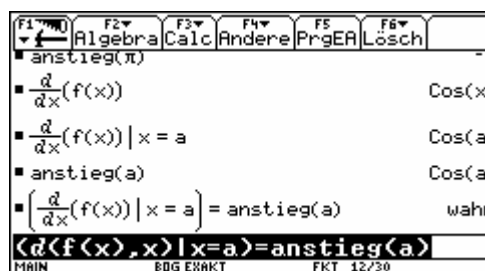 F1 F2▾ F3▾ F4▾ F5 F6▾
Algebra Calc Andere PrgEA Lösch
▪ anstieg(π) -
▪ d/dx(f(x)) Cos(x
▪ d/dx(f(x)) | x = a Cos(a
▪ anstieg(a) Cos(a
▪ (d/dx(f(x)) | x = a) = anstieg(a) wah
(d(f(x),x)|x=a)=anstieg(a)
MAIN BOG EXAKT FKT 12/30